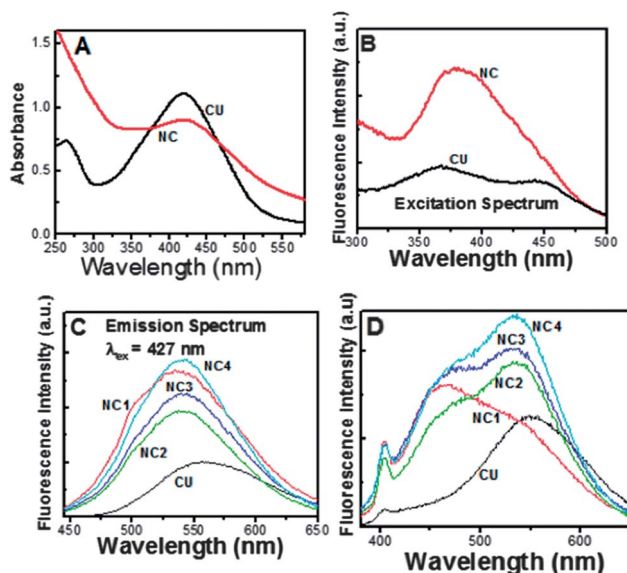 A
Absorbance
1.5
1.0
0.5
0.0
CU
NC
250 300 350 400 450 500 550
Wavelength (nm)
B
Fluorescence Intensity (a.u.)
NC
CU
Excitation Spectrum
300 400 500
Wavelength (nm)
C Emission Spectrum
λex = 427 nm
Fluorescence Intensity (a.u.)
NC4
NC1
NC3
NC2
CU
450 500 550 600 650
Wavelength (nm)
D
Fluorescence Intensity (a.u)
NC4
NC3
NC2
NC1
CU
400 500 600
Wavelength (nm)